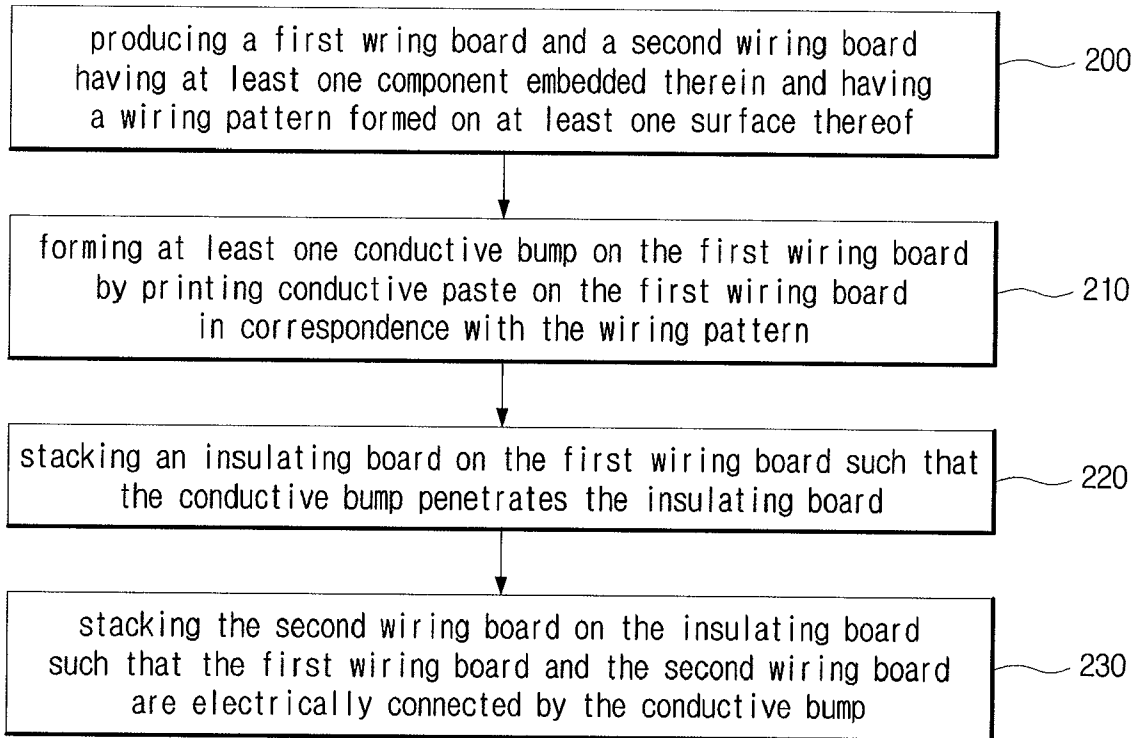 producing a first wring board and a second wiring board
having at least one component embedded therein and having
a wiring pattern formed on at least one surface thereof
200
forming at least one conductive bump on the first wiring board
by printing conductive paste on the first wiring board
in correspondence with the wiring pattern
210
stacking an insulating board on the first wiring board such that
the conductive bump penetrates the insulating board
220
stacking the second wiring board on the insulating board
such that the first wiring board and the second wiring board
are electrically connected by the conductive bump
230